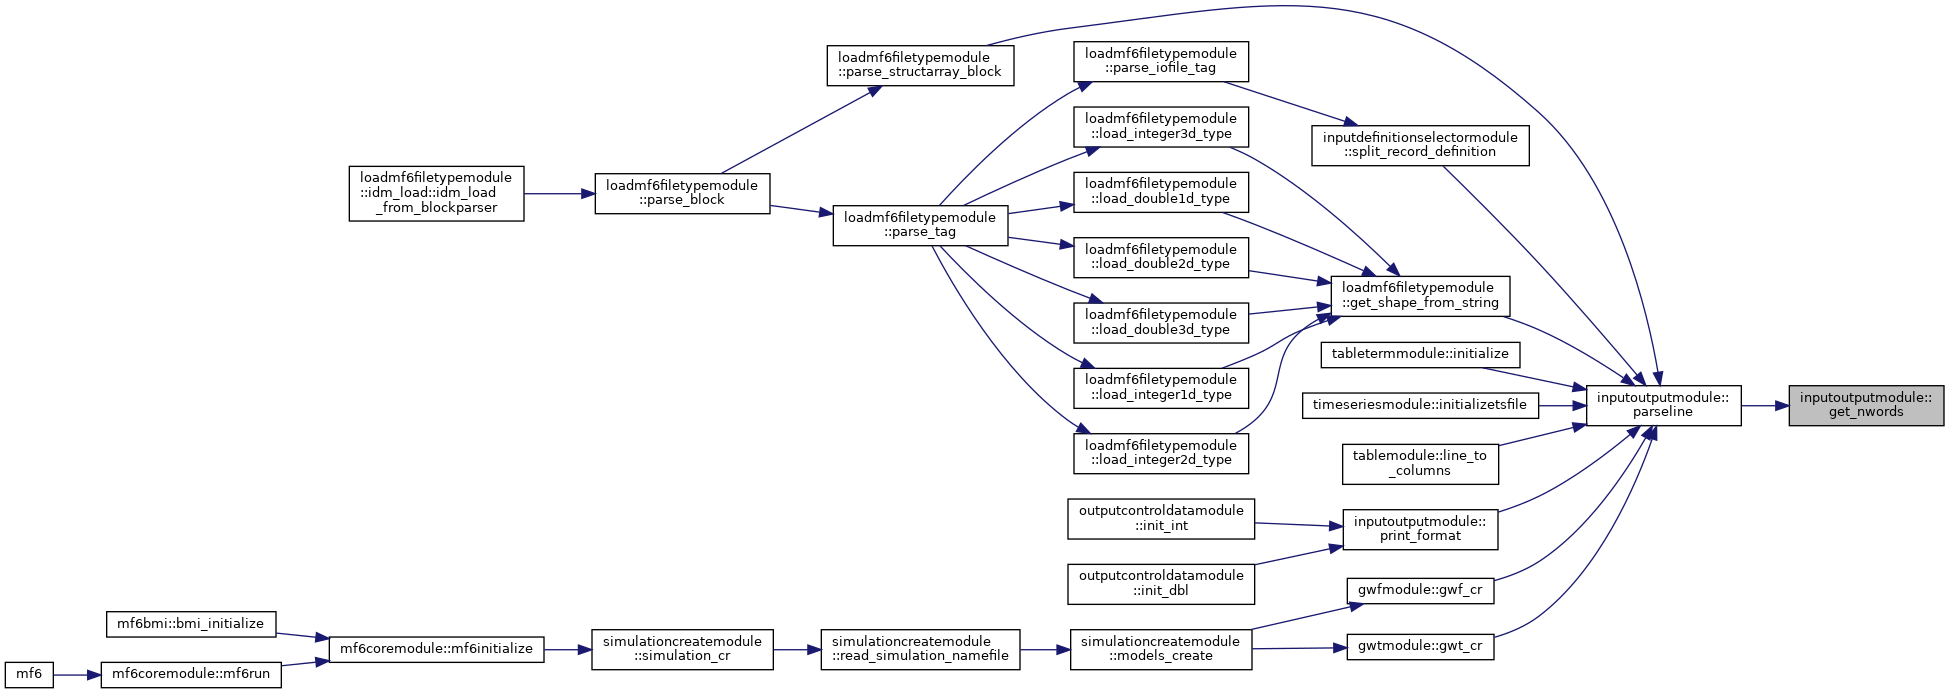 loadmf6filetypemodule
::parse_structarray_block
loadmf6filetypemodule
::parse_iofile_tag
loadmf6filetypemodule
::load_integer3d_type
inputdefinitionselectormodule
::split_record_definition
loadmf6filetypemodule
::idm_load::idm_load
_from_blockparser
loadmf6filetypemodule
::parse_block
loadmf6filetypemodule
::load_double1d_type
loadmf6filetypemodule
::parse_tag
loadmf6filetypemodule
::load_double2d_type
loadmf6filetypemodule
::get_shape_from_string
loadmf6filetypemodule
::load_double3d_type
tabletermmodule::initialize
loadmf6filetypemodule
::load_integer1d_type
timeseriesmodule::initializetsfile
inputoutputmodule::
parseline
inputoutputmodule::
get_nwords
loadmf6filetypemodule
::load_integer2d_type
tablemodule::line_to
_columns
outputcontroldatamodule
::init_int
inputoutputmodule::
print_format
outputcontroldatamodule
::init_dbl
gwfmodule::gwf_cr
mf6bmi::bmi_initialize
mf6coremodule::mf6initialize
simulationcreatemodule
::simulation_cr
simulationcreatemodule
::read_simulation_namefile
simulationcreatemodule
::models_create
gwtmodule::gwt_cr
mf6
mf6coremodule::mf6run